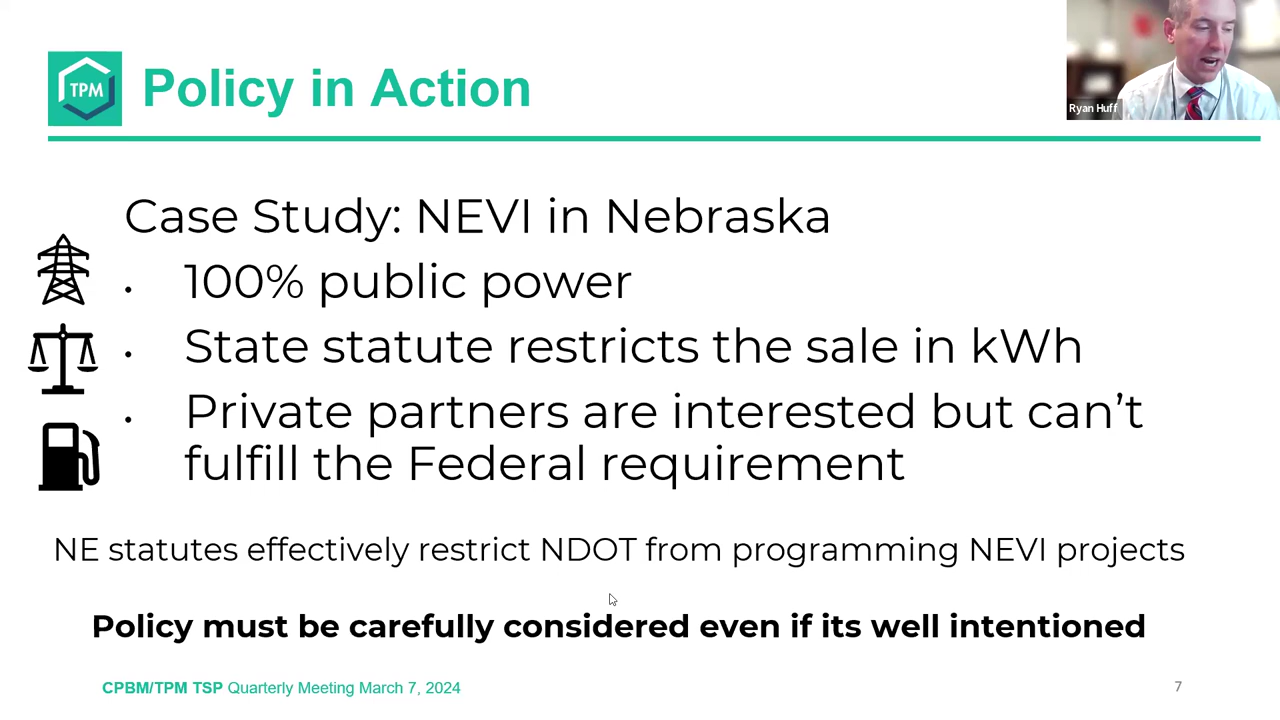 TPM
Policy in Action
Ryan Huff
Case Study: NEVI in Nebraska
• 100% public power
• State statute restricts the sale in kWh
• Private partners are interested but can’t
fulfill the Federal requirement
NE statutes effectively restrict NDOT from programming NEVI projects
Policy must be carefully considered even if its well intentioned
CPBM/TPM TSP Quarterly Meeting March 7, 2024
7